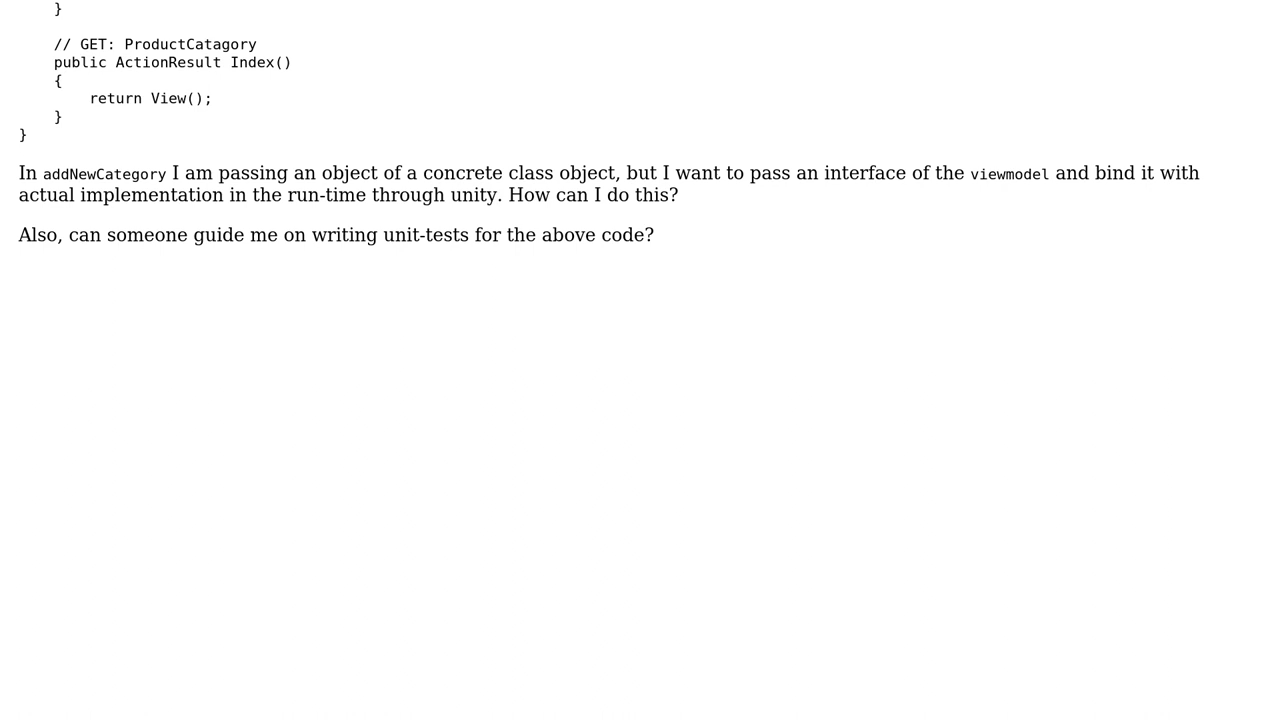 }
// GET: ProductCatagory
public ActionResult Index()
{
return View();
}
}
In addNewCategory I am passing an object of a concrete class object, but I want to pass an interface of the viewmodel and bind it with
actual implementation in the run-time through unity. How can I do this?
Also, can someone guide me on writing unit-tests for the above code?